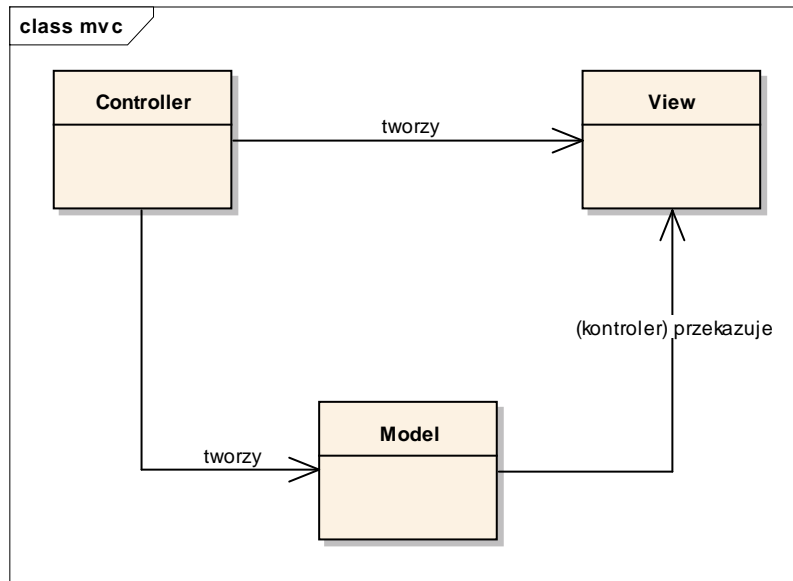 class mvc
Controller
View
tworzy
(kontroler) przekazuje
Model
tworzy